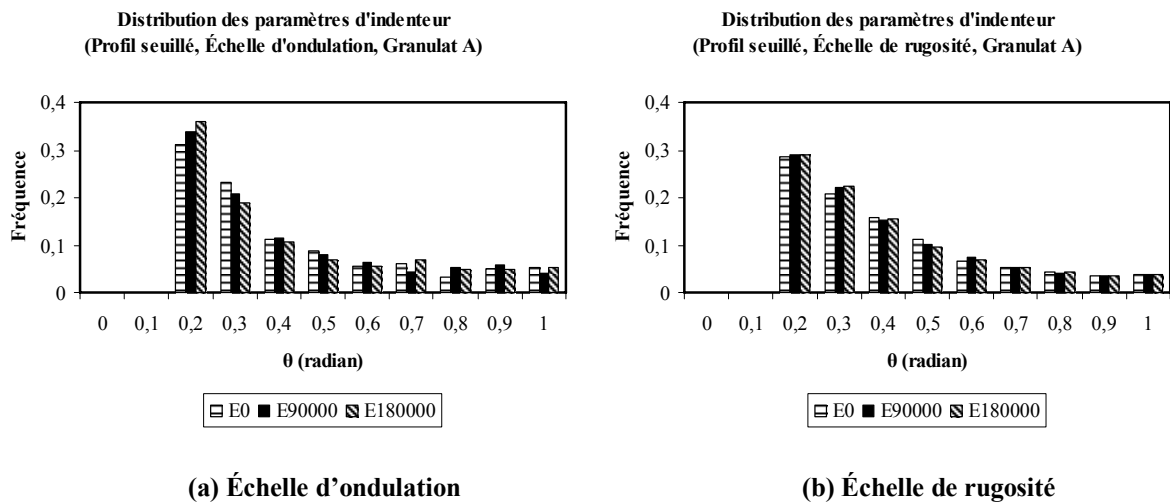 Distribution des paramètres d'indenteur
(Profil seuillé, Échelle d'ondulation, Granulat A)
0,4
0,3
0,2
0,1
0
Fréquence
0 0,1 0,2 0,3 0,4 0,5 0,6 0,7 0,8 0,9 1
θ (radian)
E0 E90000 E180000
(a) Échelle d’ondulation
Distribution des paramètres d'indenteur
(Profil seuillé, Échelle de rugosité, Granulat A)
0,4
0,3
0,2
0,1
0
Fréquence
0 0,1 0,2 0,3 0,4 0,5 0,6 0,7 0,8 0,9 1
θ (radian)
E0 E90000 E180000
(b) Échelle de rugosité